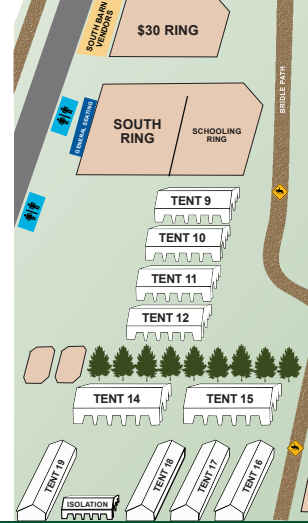 SOUTH BARN
VENDORS
$30 RING
GENERAL SEATING
SOUTH
RING
SCHOOLING
RING
BRIDLE PATH
TENT 9
TENT 10
TENT 11
TENT 12
TENT 14
TENT 15
TENT 19
ISOLATION
TENT 18
TENT 17
TENT 16